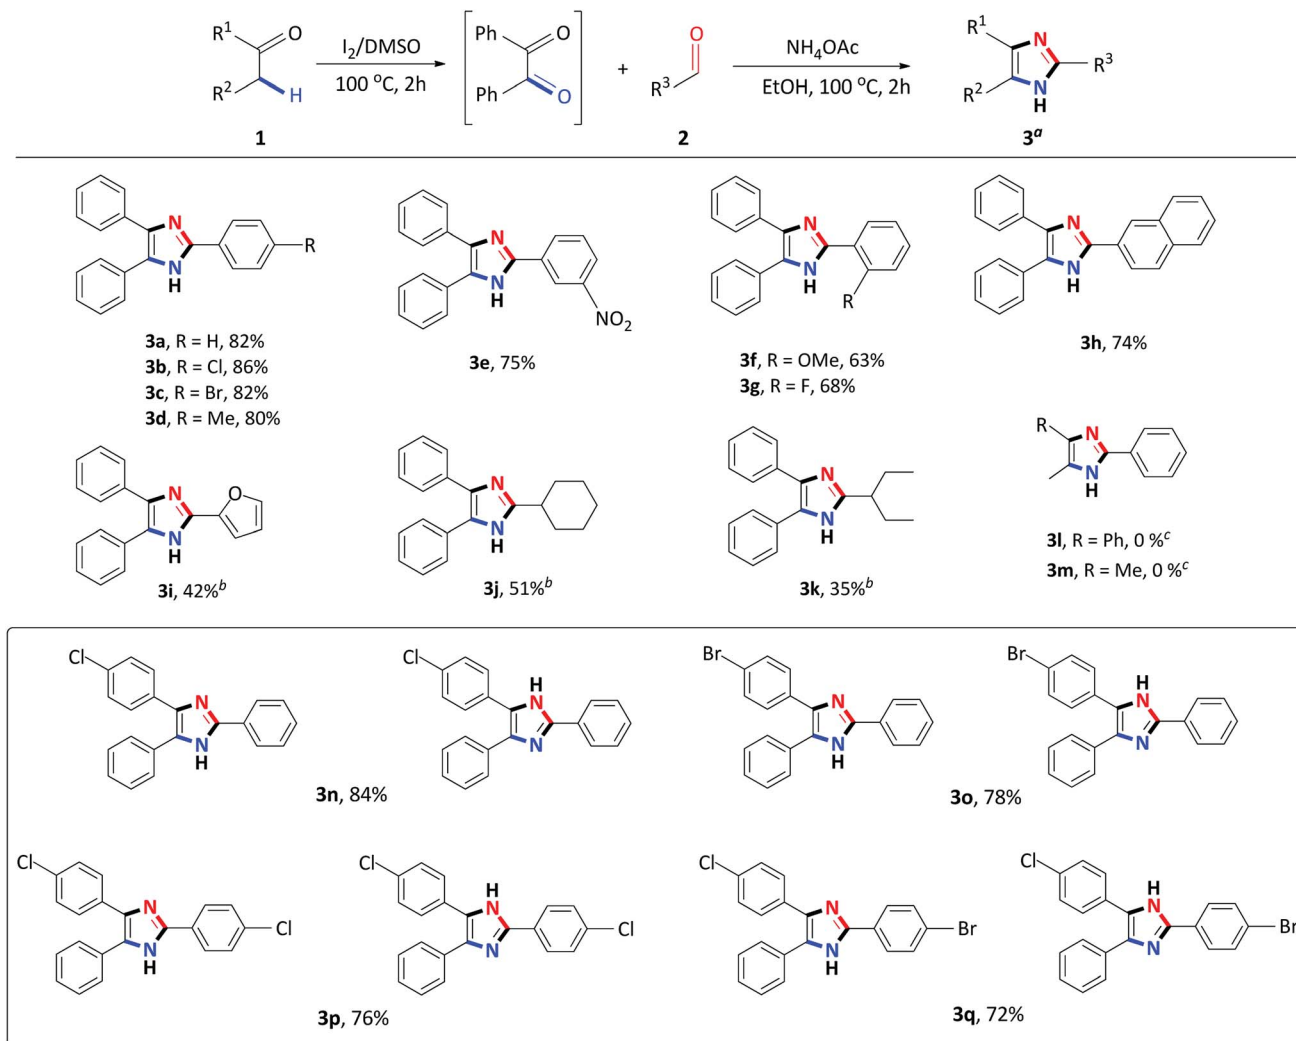 R¹ O R² H
I₂/DMSO
100 ᵒC, 2h
Ph O Ph O
+
O R³
NH₄OAc
EtOH, 100 ᵒC, 2h
R¹ N R³ R² N H
1 2 3ᵃ
N N H R
3a, R = H, 82%
3b, R = Cl, 86%
3c, R = Br, 82%
3d, R = Me, 80%
N N H NO₂
3e, 75%
N N H R
3f, R = OMe, 63%
3g, R = F, 68%
N N H
3h, 74%
N N H O
3i, 42%ᵇ
N N H
3j, 51%ᵇ
N N H
3k, 35%ᵇ
R N N H
3l, R = Ph, 0 %ᶜ
3m, R = Me, 0 %ᶜ
Cl N N H
Cl H N N
3n, 84%
Br N N H
Br H N N
3o, 78%
Cl N N H Cl
Cl H N N Cl
3p, 76%
Cl N N H Br
Cl H N N Br
3q, 72%